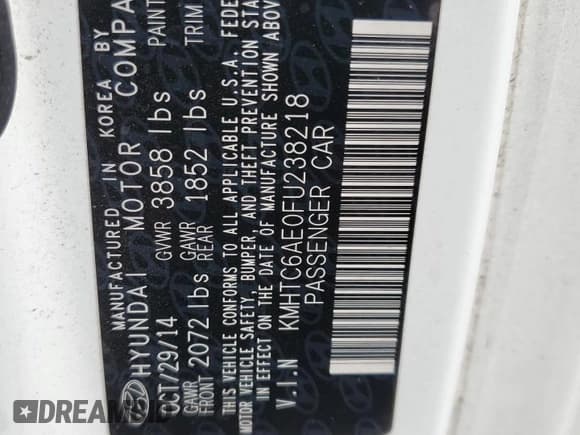 MANUFACTURED IN KOREA BY
HYUNDAI MOTOR COMPA
OCT/29/14 GVWR 3858 lbs PAINT
GAWR FRONT 2072 lbs GAWR REAR 1852 lbs TRIM
THIS VEHICLE CONFORMS TO ALL APPLICABLE U.S.A. FEDE
MOTOR VEHICLE SAFETY, BUMPER, AND THEFT PREVENTION STA
IN EFFECT ON THE DATE OF MANUFACTURE SHOWN ABOV
V.I.N KMHTC6AE0FU238218
PASSENGER CAR
DREAMBID